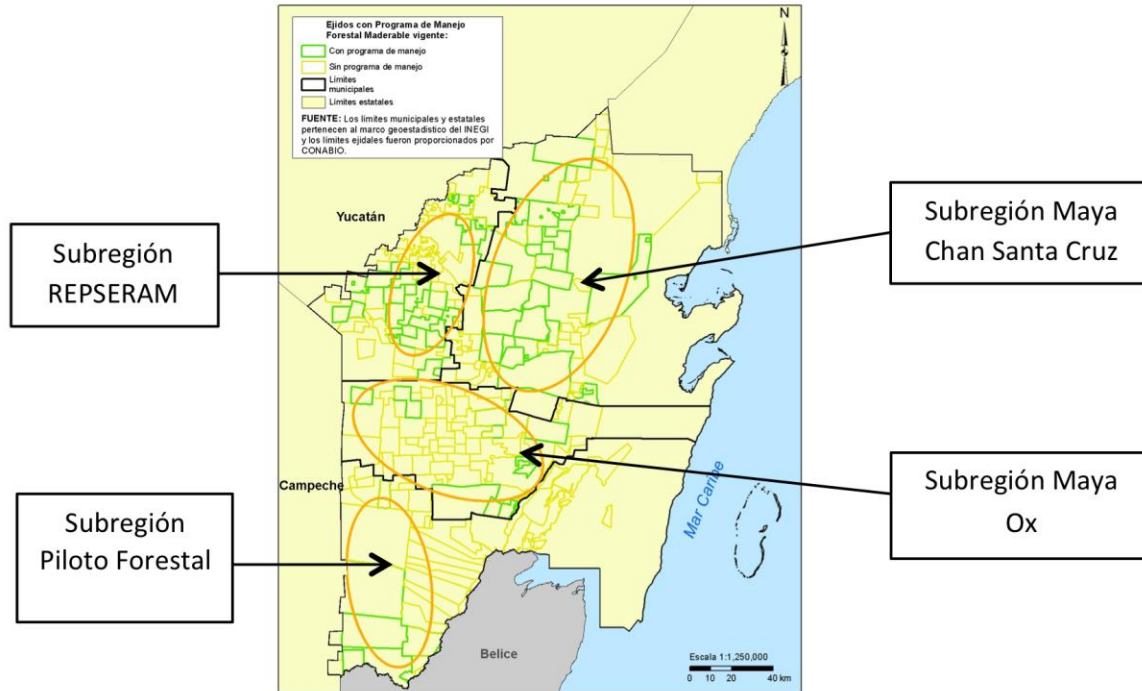 Ejidos con Programa de Manejo
Forestal Maderable vigente:
Con programa de manejo
Sin programa de manejo
Límites
municipales
Límites estatales
FUENTE: Los límites municipales y estatales
pertenecen al marco geoestadístico del INEGI
y los límites ejidales fueron proporcionados por
CONABIO.
N
Yucatán
Subregión
REPSERAM
Subregión Maya
Chan Santa Cruz
Campeche
Mar Caribe
Subregión
Piloto Forestal
Subregión Maya
Ox
Belice
Escala 1:1,250,000
0 10 20 40 km